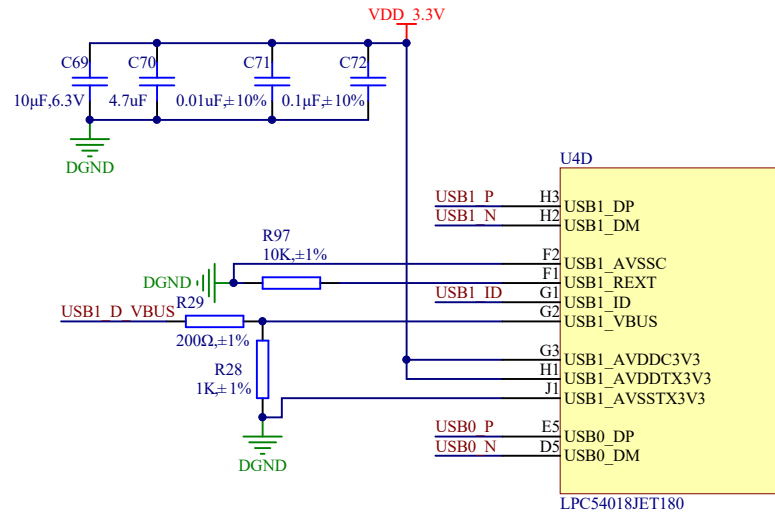 VDD_3.3V
C69
C70
C71
C72
10μF,6.3V
4.7uF
0.01uF,±10%
0.1μF,±10%
DGND
U4D
USB1_P
H3
USB1_DP
USB1_N
H2
USB1_DM
R97
10K,±1%
F2
USB1_AVSSC
DGND
F1
USB1_REXT
USB1_ID
G1
USB1_ID
USB1_D_VBUS
R29
G2
USB1_VBUS
200Ω,±1%
R28
1K,±1%
G3
USB1_AVDDC3V3
H1
USB1_AVDDTX3V3
J1
USB1_AVSSTX3V3
DGND
USB0_P
E5
USB0_DP
USB0_N
D5
USB0_DM
LPC54018JET180